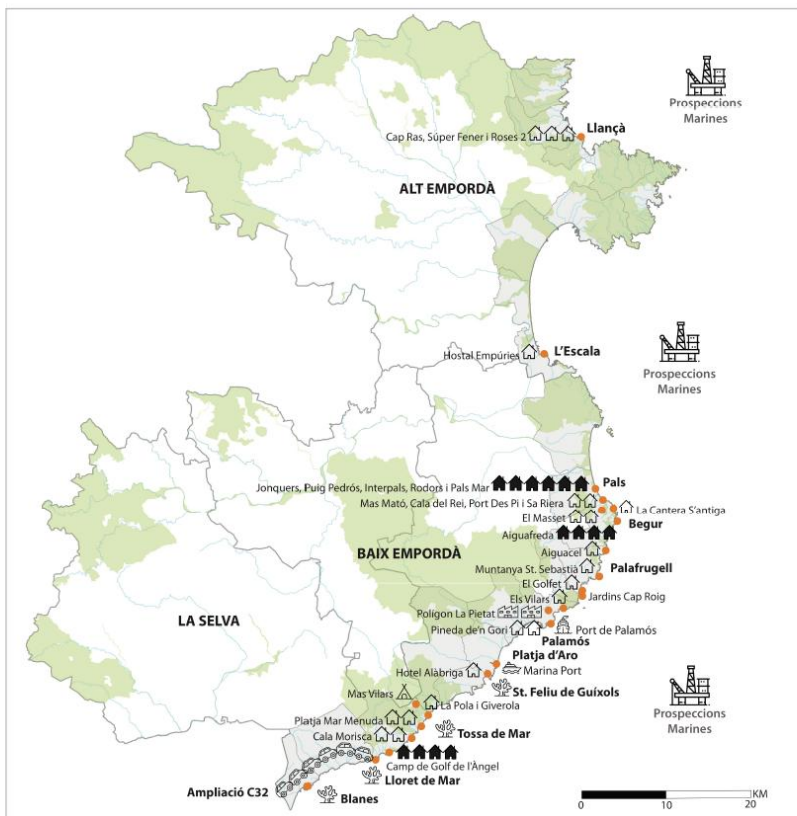 Prospeccions
Marines
Llançà
Cap Ras, Súper Fener i Roses 2
ALT EMPORDÀ
L'Escala
Hostal Empúries
Prospeccions
Marines
Pals
Jonquers, Puig Pedrós, Interpals, Rodors i Pals Mar
Mas Mató, Cala del Rei, Port Des Pi i Sa Riera
La Cantera S'antiga
El Masset
Begur
Aiguafreda
Aiguacel
BAIX EMPORDÀ
Muntanya St. Sebastià
Palafrugell
El Golfet
Els Vilars
Jardins Cap Roig
Polígon La Pietat
LA SELVA
Pineda de'n Gori
Port de Palamós
Palamós
Platja d'Aro
Hotel Alàbriga
Marina Port
St. Feliu de Guíxols
Mas Vilars
La Pola i Giverola
Platja Mar Menuda
Tossa de Mar
Cala Morisca
Camp de Golf de l'Àngel
Lloret de Mar
Ampliació C32
Blanes
Prospeccions
Marines
KM
0
10
20